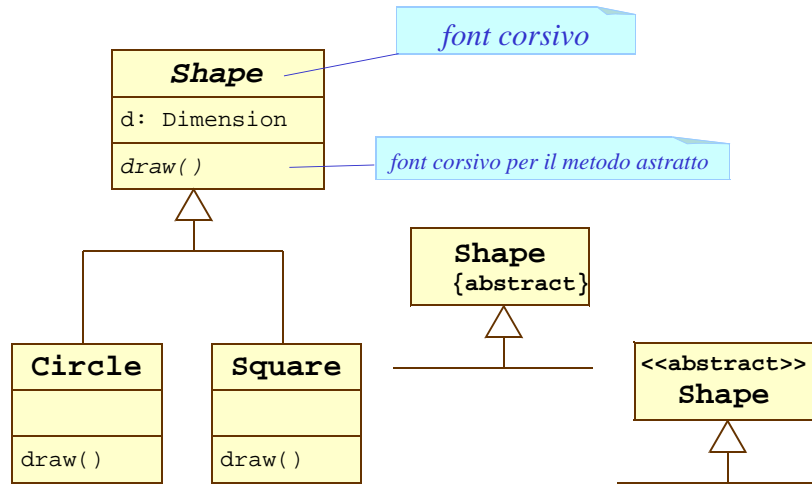 font corsivo
Shape
d: Dimension
draw()
font corsivo per il metodo astratto
Shape
{abstract}
Circle
draw()
Square
draw()
<<abstract>>
Shape